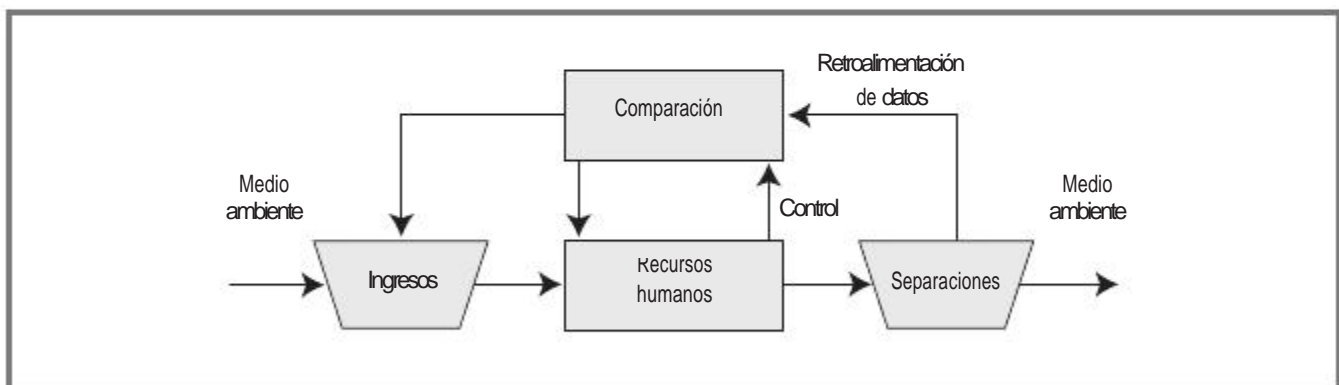 Retroalimentación
de datos
Comparación
Medio
ambiente
Control
Medio
ambiente
Ingresos
Recursos
humanos
Separaciones